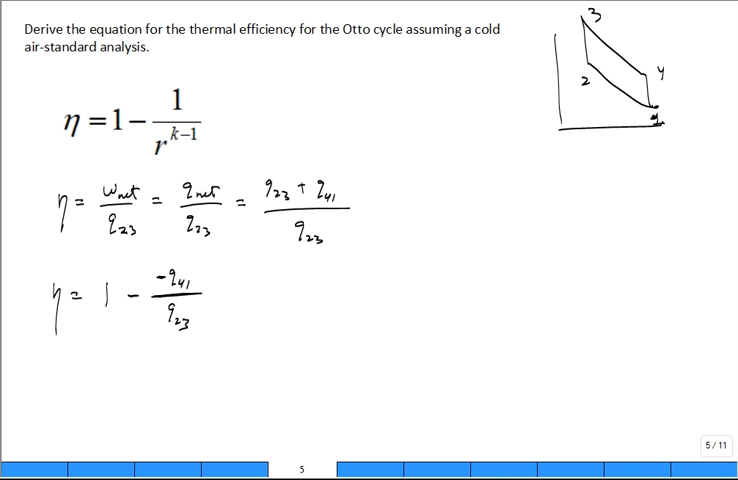 Derive the equation for the thermal efficiency for the Otto cycle assuming a cold
air-standard analysis.
3
4
2
1
η = 1 − 1 / r^(k−1)
η = w_net / q_23 = q_net / q_23 = (q_23 + q_41) / q_23
η = 1 − (−q_41) / q_23
5 / 11
5